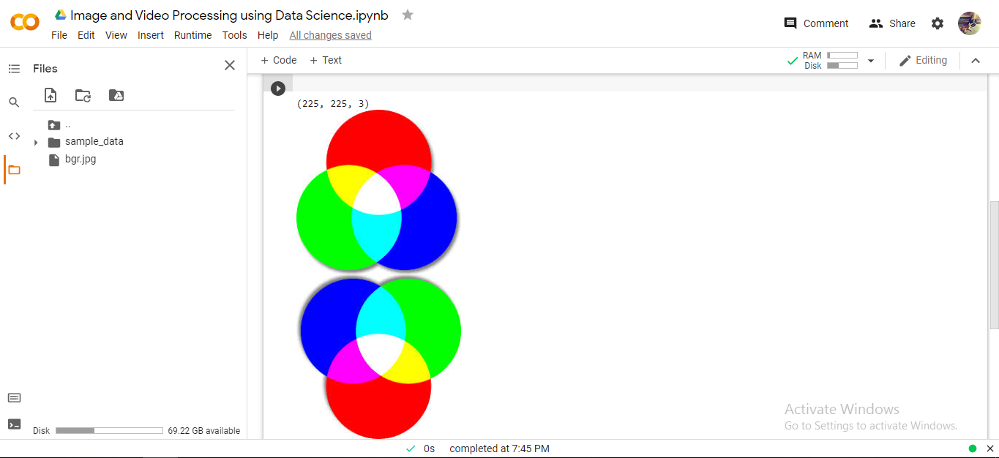 Image and Video Processing using Data Science.ipynb
File Edit View Insert Runtime Tools Help All changes saved
Comment Share
Files
+ Code + Text
RAM
Disk
Editing
(225, 225, 3)
..
sample_data
bgr.jpg
Activate Windows
Go to Settings to activate Windows.
Disk 69.22 GB available
0s completed at 7:45 PM